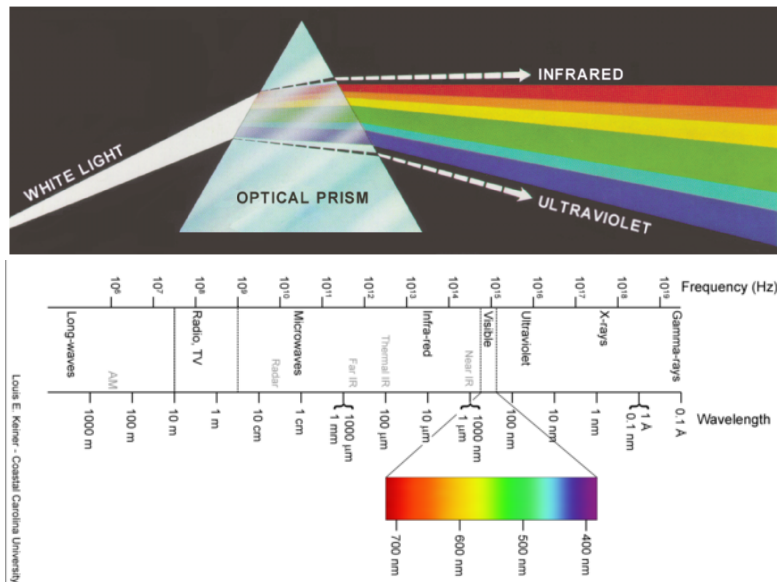 INFRARED
WHITE LIGHT
OPTICAL PRISM
ULTRAVIOLET
10⁶
10⁷
10⁸
10⁹
10¹⁰
10¹¹
10¹²
10¹³
10¹⁴
10¹⁵
10¹⁶
10¹⁷
10¹⁸
10¹⁹
Frequency (Hz)
Long-waves
AM
Radio, TV
Radar
Microwaves
Far IR
Thermal IR
Infra-red
Near IR
Visible
Ultraviolet
X-rays
Gamma-rays
1000 m
100 m
10 m
1 m
10 cm
1 cm
1000 µm
1 mm
100 µm
10 µm
1000 nm
1 µm
100 nm
10 nm
1 nm
1 Å
0.1 nm
0.1 Å
Wavelength
700 nm
600 nm
500 nm
400 nm
Louis E. Keiner - Coastal Carolina University